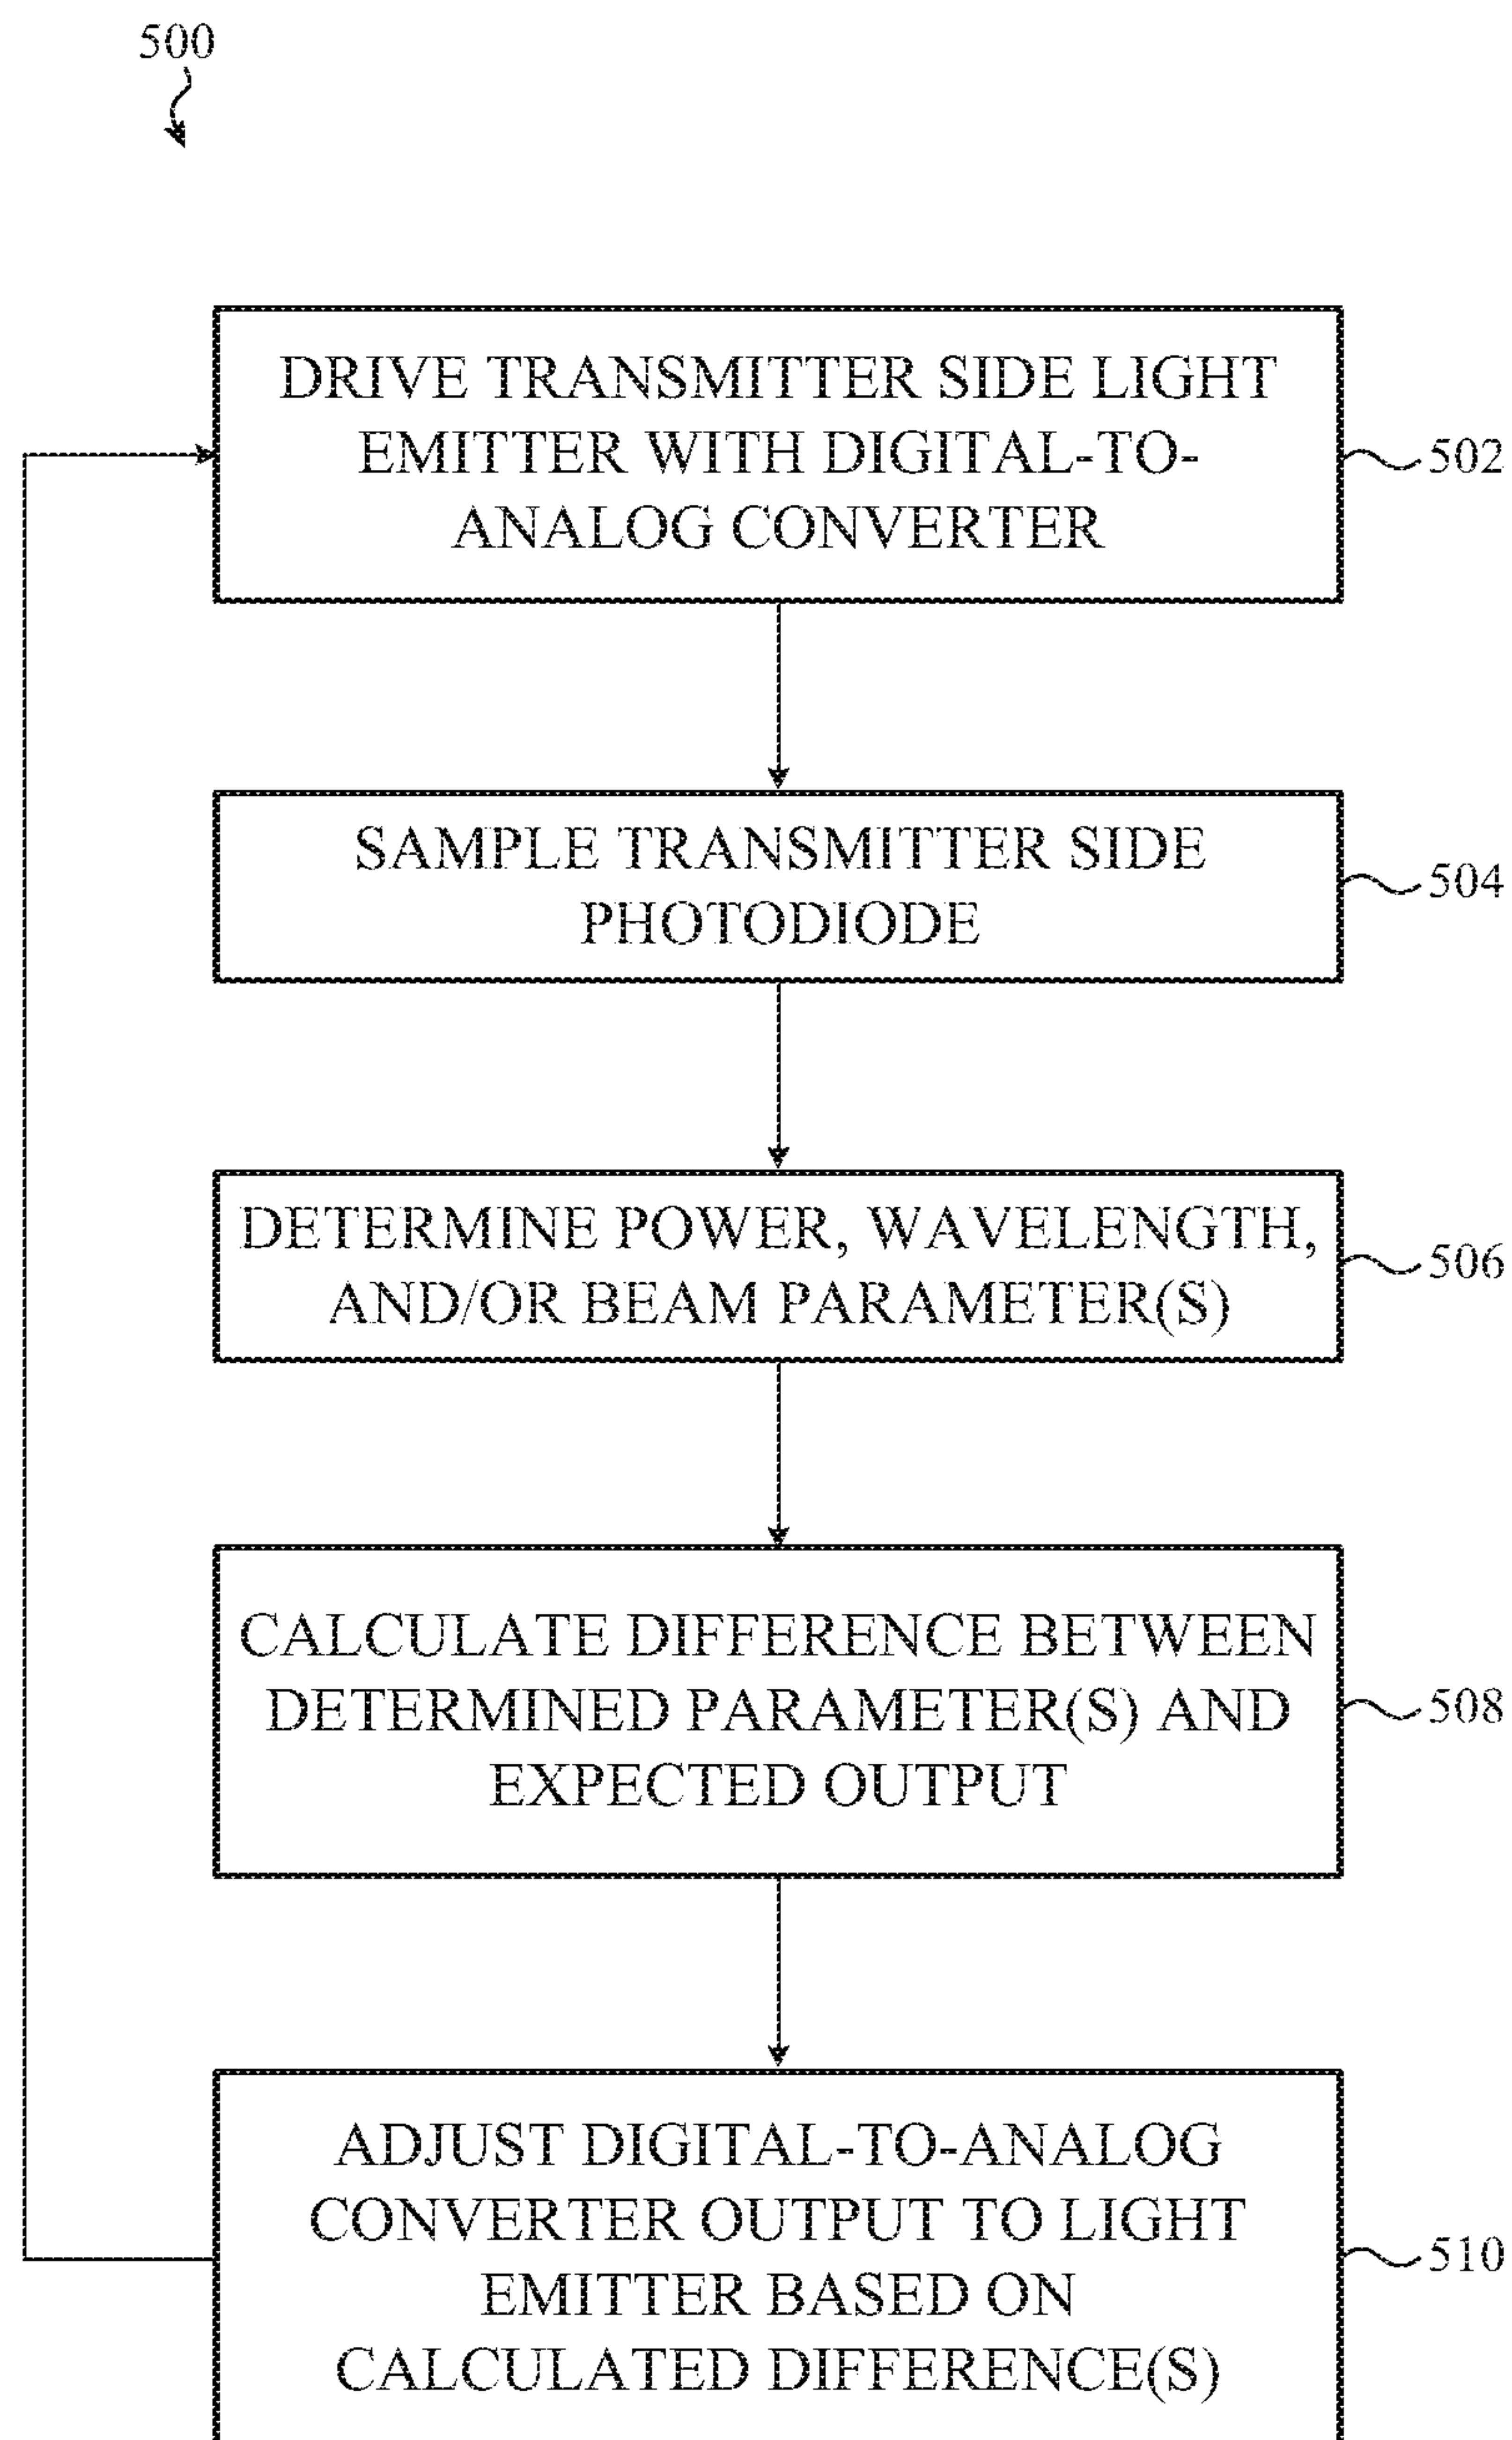 500
DRIVE TRANSMITTER SIDE LIGHT
EMITTER WITH DIGITAL-TO-
ANALOG CONVERTER
502
SAMPLE TRANSMITTER SIDE
PHOTODIODE
504
DETERMINE POWER, WAVELENGTH,
AND/OR BEAM PARAMETER(S)
506
CALCULATE DIFFERENCE BETWEEN
DETERMINED PARAMETER(S) AND
EXPECTED OUTPUT
508
ADJUST DIGITAL-TO-ANALOG
CONVERTER OUTPUT TO LIGHT
EMITTER BASED ON
CALCULATED DIFFERENCE(S)
510